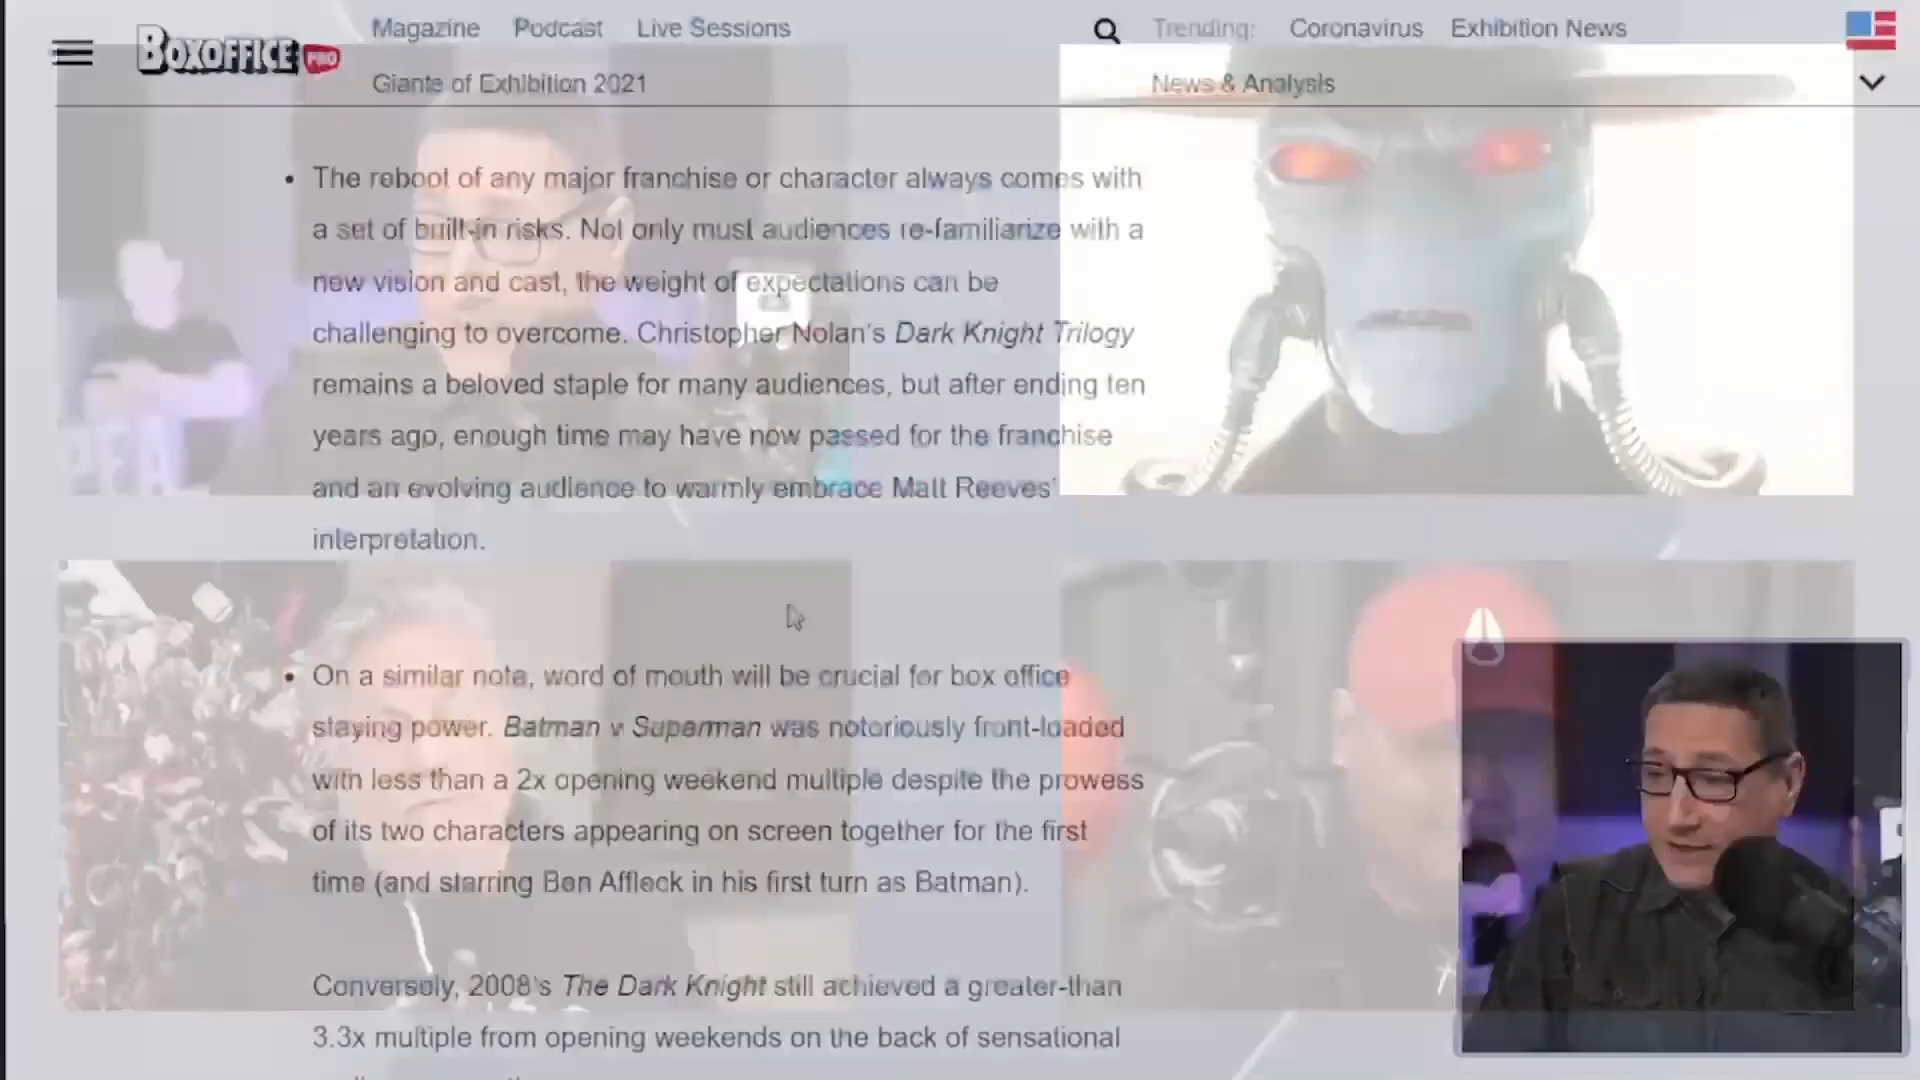 BOXOFFICE PRO
Magazine Podcast Live Sessions
Trending: Coronavirus Exhibition News
Giants of Exhibition 2021
News & Analysis
• The reboot of any major franchise or character always comes with
a set of built-in risks. Not only must audiences re-familiarize with a
new vision and cast, the weight of expectations can be
challenging to overcome. Christopher Nolan's Dark Knight Trilogy
remains a beloved staple for many audiences, but after ending ten
years ago, enough time may have now passed for the franchise
and an evolving audience to warmly embrace Matt Reeves'
interpretation.
• On a similar note, word of mouth will be crucial for box office
staying power. Batman v Superman was notoriously front-loaded
with less than a 2x opening weekend multiple despite the prowess
of its two characters appearing on screen together for the first
time (and starring Ben Affleck in his first turn as Batman).
Conversely, 2008's The Dark Knight still achieved a greater-than
3.3x multiple from opening weekends on the back of sensational